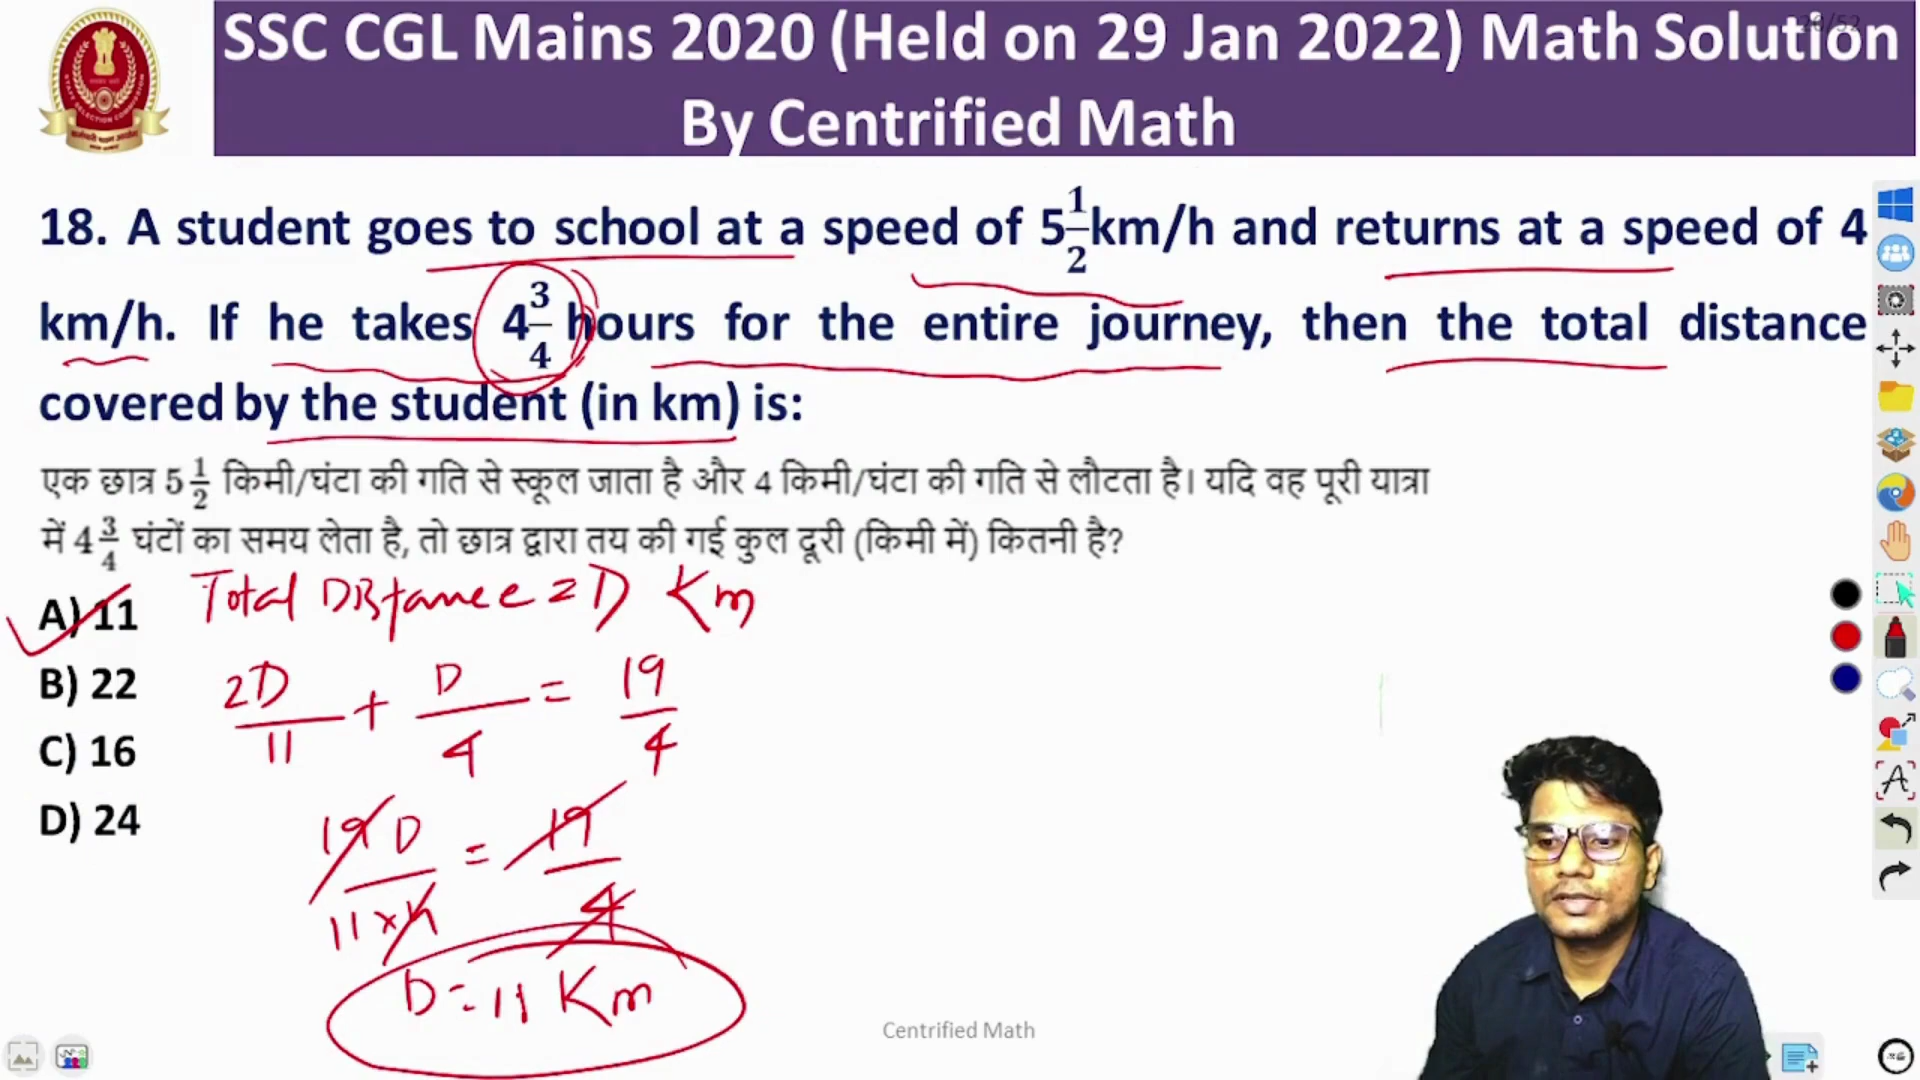 SSC CGL Mains 2020 (Held on 29 Jan 2022) Math Solution
By Centrified Math
18. A student goes to school at a speed of 5 1/2 km/h and returns at a speed of 4
km/h. If he takes 4 3/4 hours for the entire journey, then the total distance
covered by the student (in km) is:
एक छात्र 5 1/2 किमी/घंटा की गति से स्कूल जाता है और 4 किमी/घंटा की गति से लौटता है। यदि वह पूरी यात्रा
में 4 3/4 घंटों का समय लेता है, तो छात्र द्वारा तय की गई कुल दूरी (किमी में) कितनी है?
A) 11
Total Distance = D Km
B) 22
2D/11 + D/4 = 19/4
C) 16
D) 24
19D/11×4 = 19/4
D = 11 Km
Centrified Math